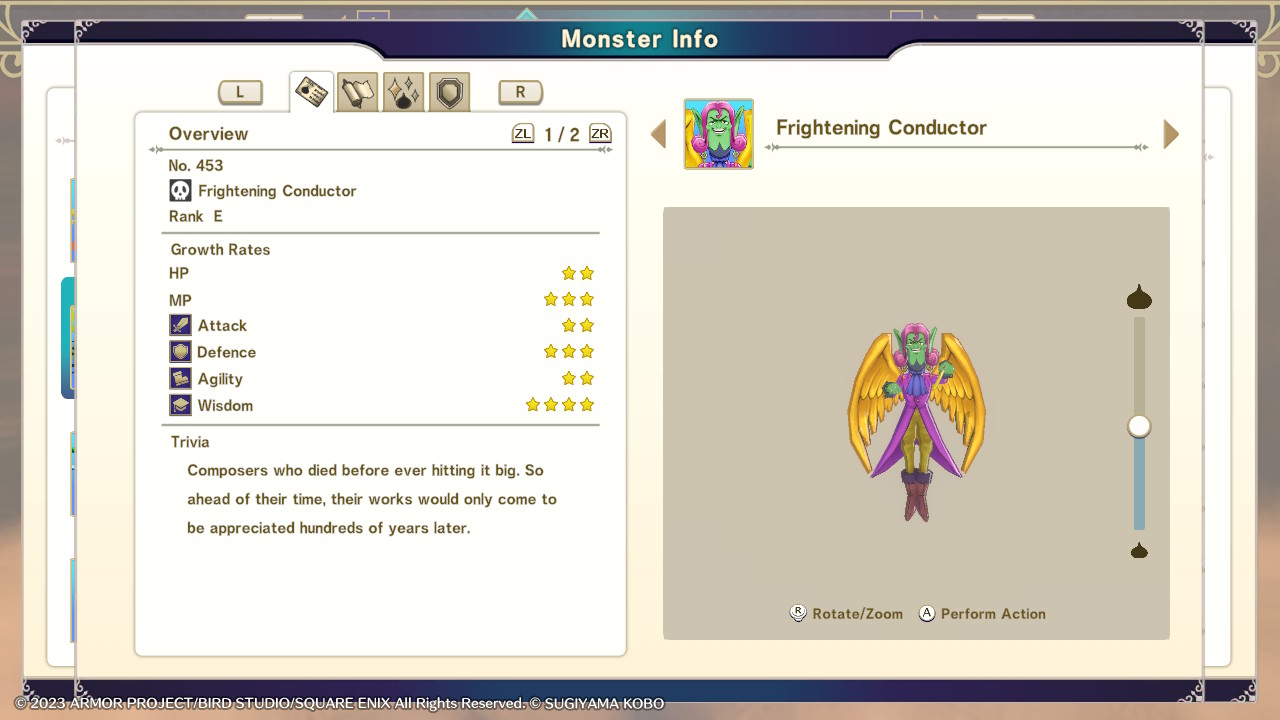 Monster Info
L
R
Overview
ZL 1 / 2 ZR
No. 453
Frightening Conductor
Rank E
Growth Rates
HP
MP
Attack
Defence
Agility
Wisdom
Trivia
Composers who died before ever hitting it big. So
ahead of their time, their works would only come to
be appreciated hundreds of years later.
Frightening Conductor
R Rotate/Zoom A Perform Action
© 2023 ARMOR PROJECT/BIRD STUDIO/SQUARE ENIX All Rights Reserved. © SUGIYAMA KOBO